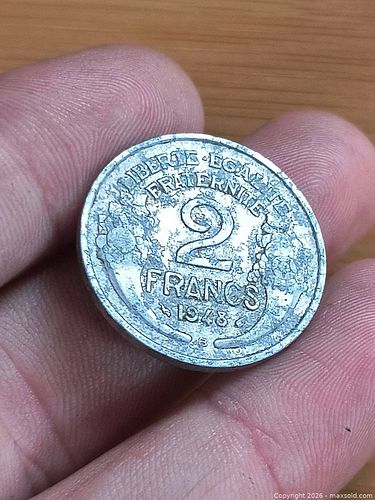 LIBERTE · EGALITE
FRATERNITE
2
FRANCS
1948
B
Copyright 2026 - maxsold.com